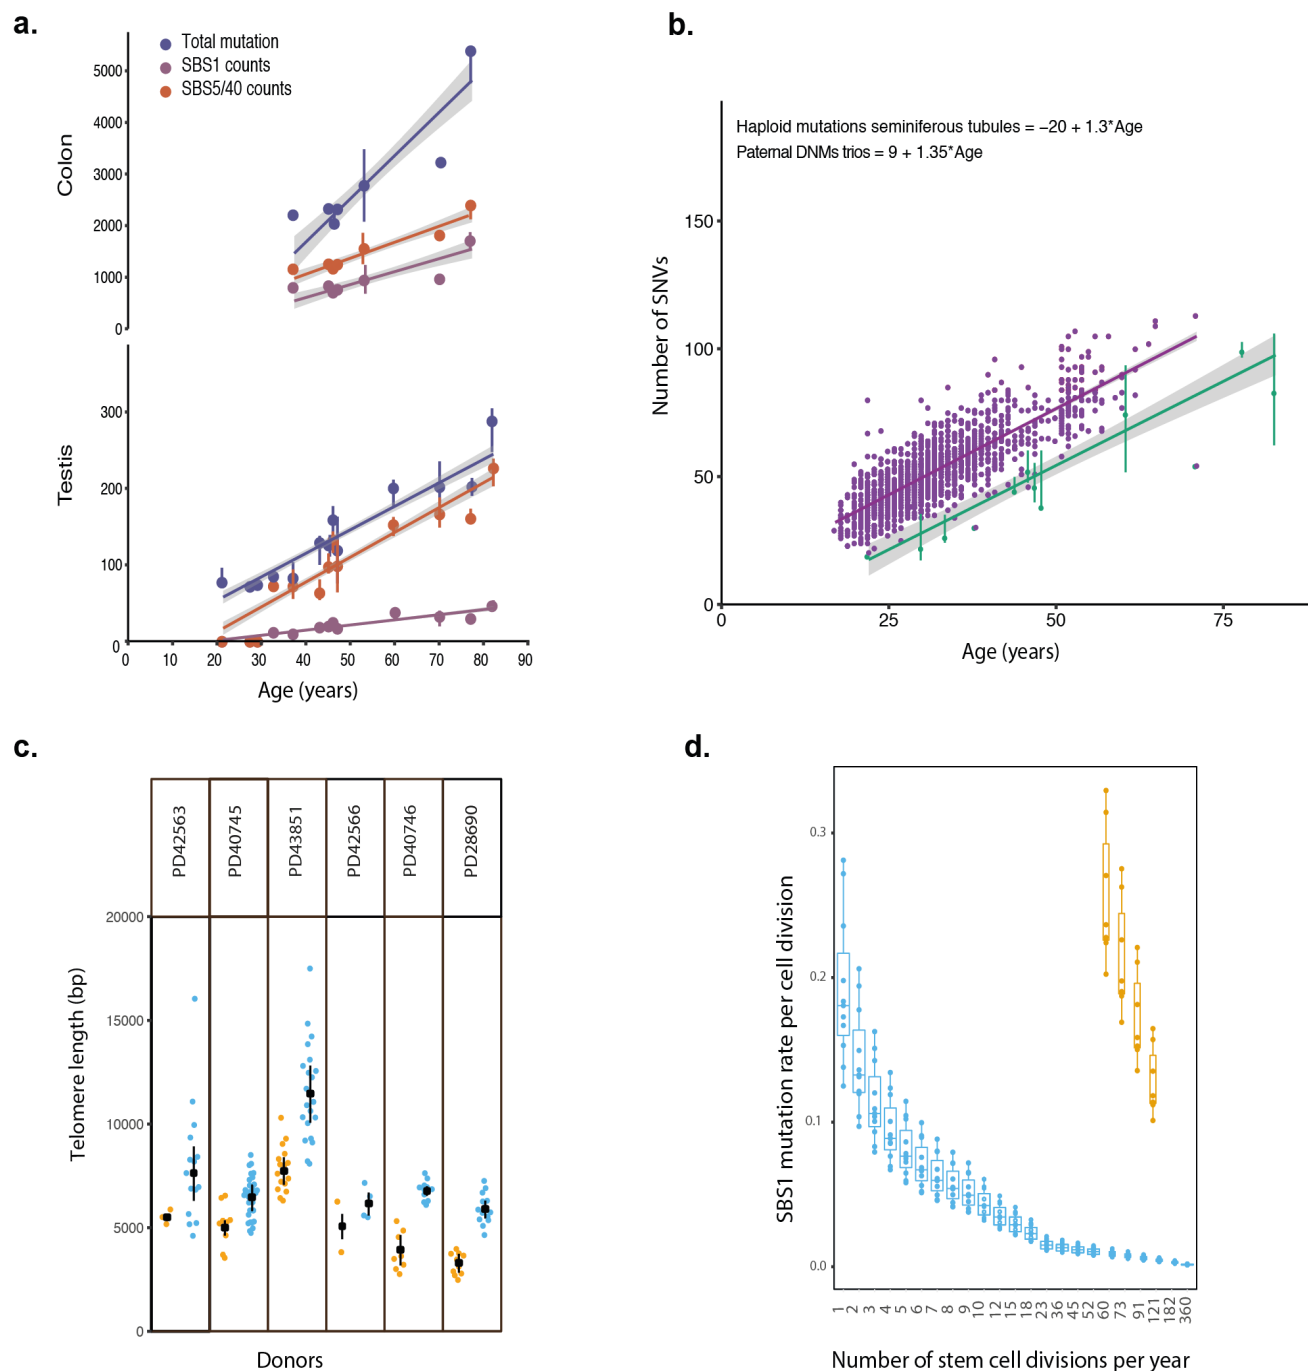 a.
Total mutation
SBS1 counts
SBS5/40 counts
Colon
5000
4000
3000
2000
1000
0
Testis
300
200
100
0
0 10 20 30 40 50 60 70 80 90
Age (years)
b.
Haploid mutations seminiferous tubules = −20 + 1.3*Age
Paternal DNMs trios = 9 + 1.35*Age
Number of SNVs
150
100
50
0
0 25 50 75
Age (years)
c.
PD42563 PD40745 PD43851 PD42566 PD40746 PD28690
Telomere length (bp)
20000
15000
10000
5000
0
Donors
d.
SBS1 mutation rate per cell division
0.3
0.2
0.1
0.0
1 2 3 4 5 6 7 8 9 10 12 15 18 23 36 45 52 60 73 91 121 182 360
Number of stem cell divisions per year